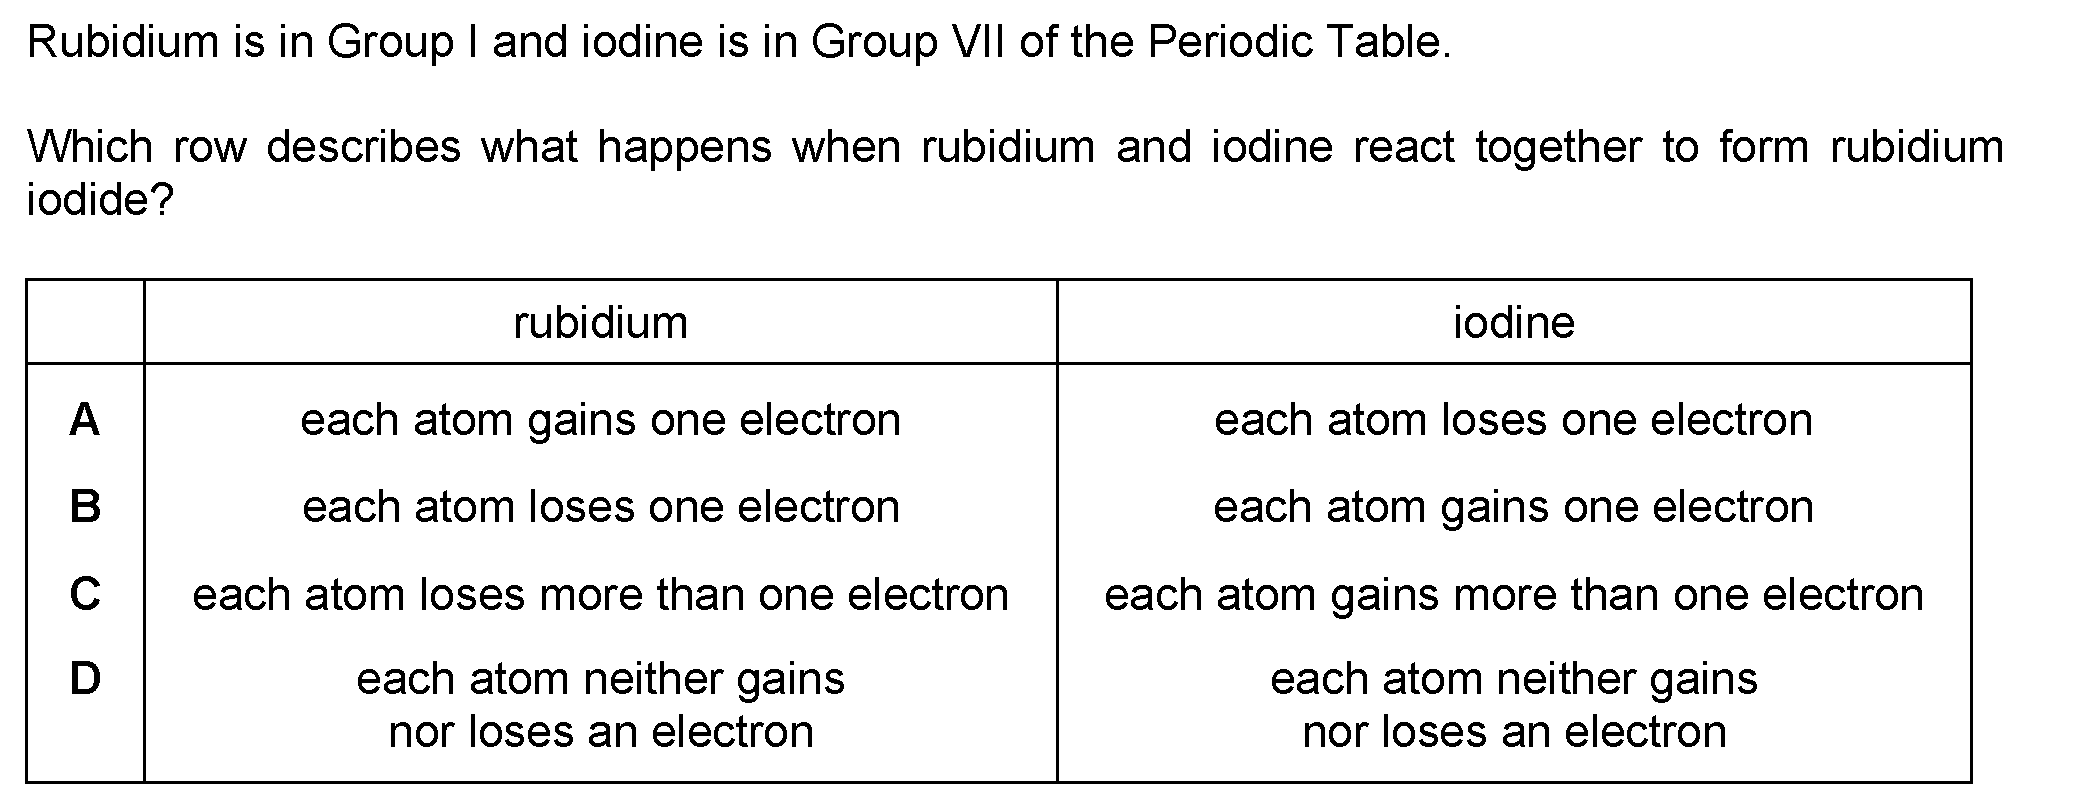 Rubidium is in Group I and iodine is in Group VII of the Periodic Table.
Which row describes what happens when rubidium and iodine react together to form rubidium
iodide?
rubidium iodine
A each atom gains one electron each atom loses one electron
B each atom loses one electron each atom gains one electron
C each atom loses more than one electron each atom gains more than one electron
D each atom neither gains each atom neither gains
nor loses an electron nor loses an electron